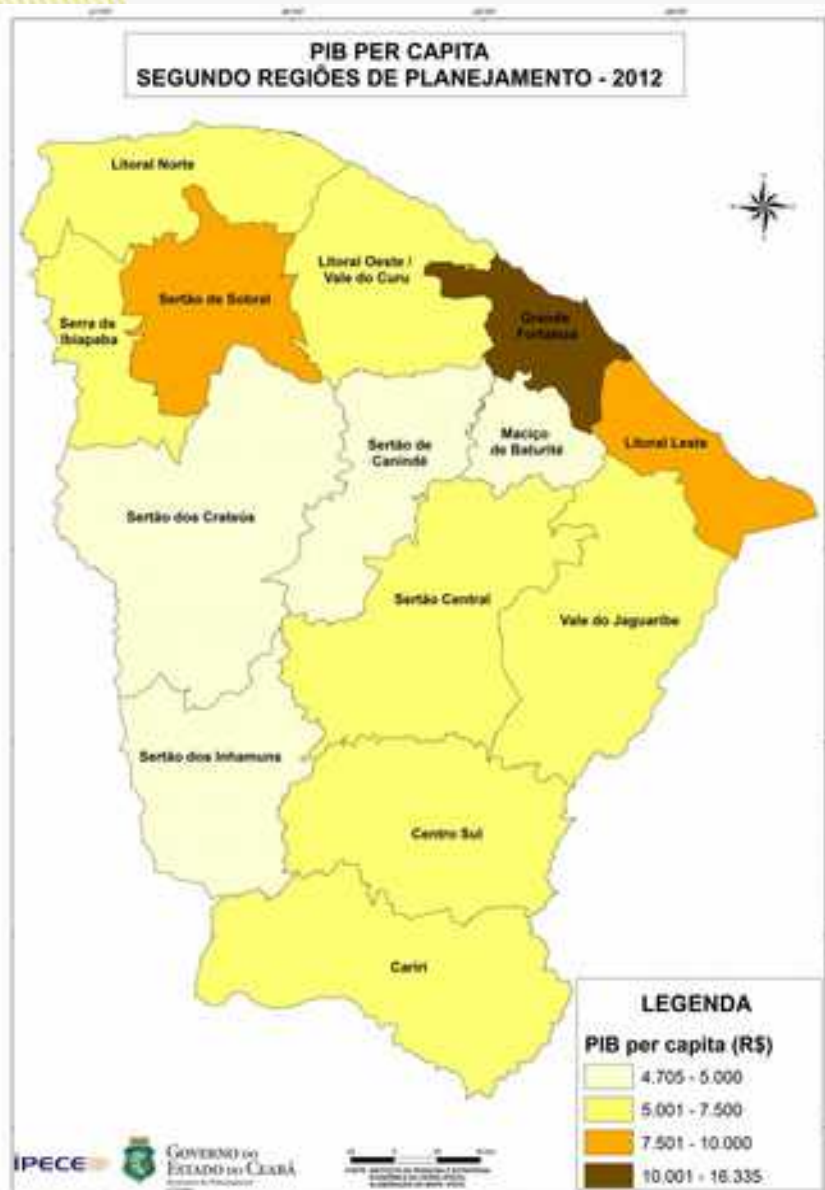 PIB PER CAPITA
SEGUNDO REGIÕES DE PLANEJAMENTO - 2012
Litoral Norte
Litoral Oeste /
Vale do Curu
Sertão de Sobral
Serra da
Ibiapaba
Grande
Fortaleza
Litoral Leste
Maciço
de Baturité
Sertão de
Canindé
Sertão dos Crateús
Sertão Central
Vale do Jaguaribe
Sertão dos Inhamuns
Centro Sul
Cariri
LEGENDA
PIB per capita (R$)
4.705 - 5.000
5.001 - 7.500
7.501 - 10.000
10.001 - 16.335
IPECE
GOVERNO DO
ESTADO DO CEARÁ